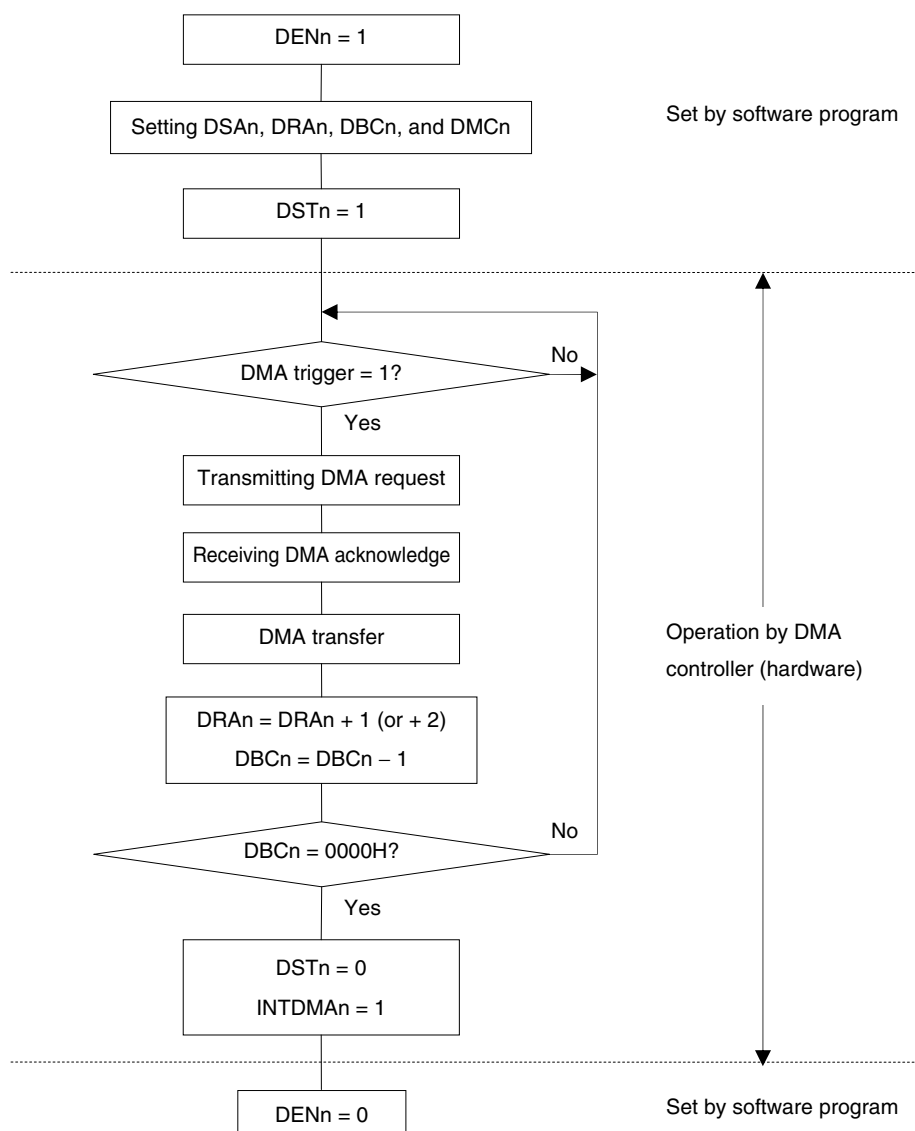 DENn = 1
Setting DSAn, DRAn, DBCn, and DMCn
Set by software program
DSTn = 1
DMA trigger = 1?
No
Yes
Transmitting DMA request
Receiving DMA acknowledge
DMA transfer
Operation by DMA
controller (hardware)
DRAn = DRAn + 1 (or + 2)
DBCn = DBCn − 1
DBCn = 0000H?
No
Yes
DSTn = 0
INTDMAn = 1
DENn = 0
Set by software program